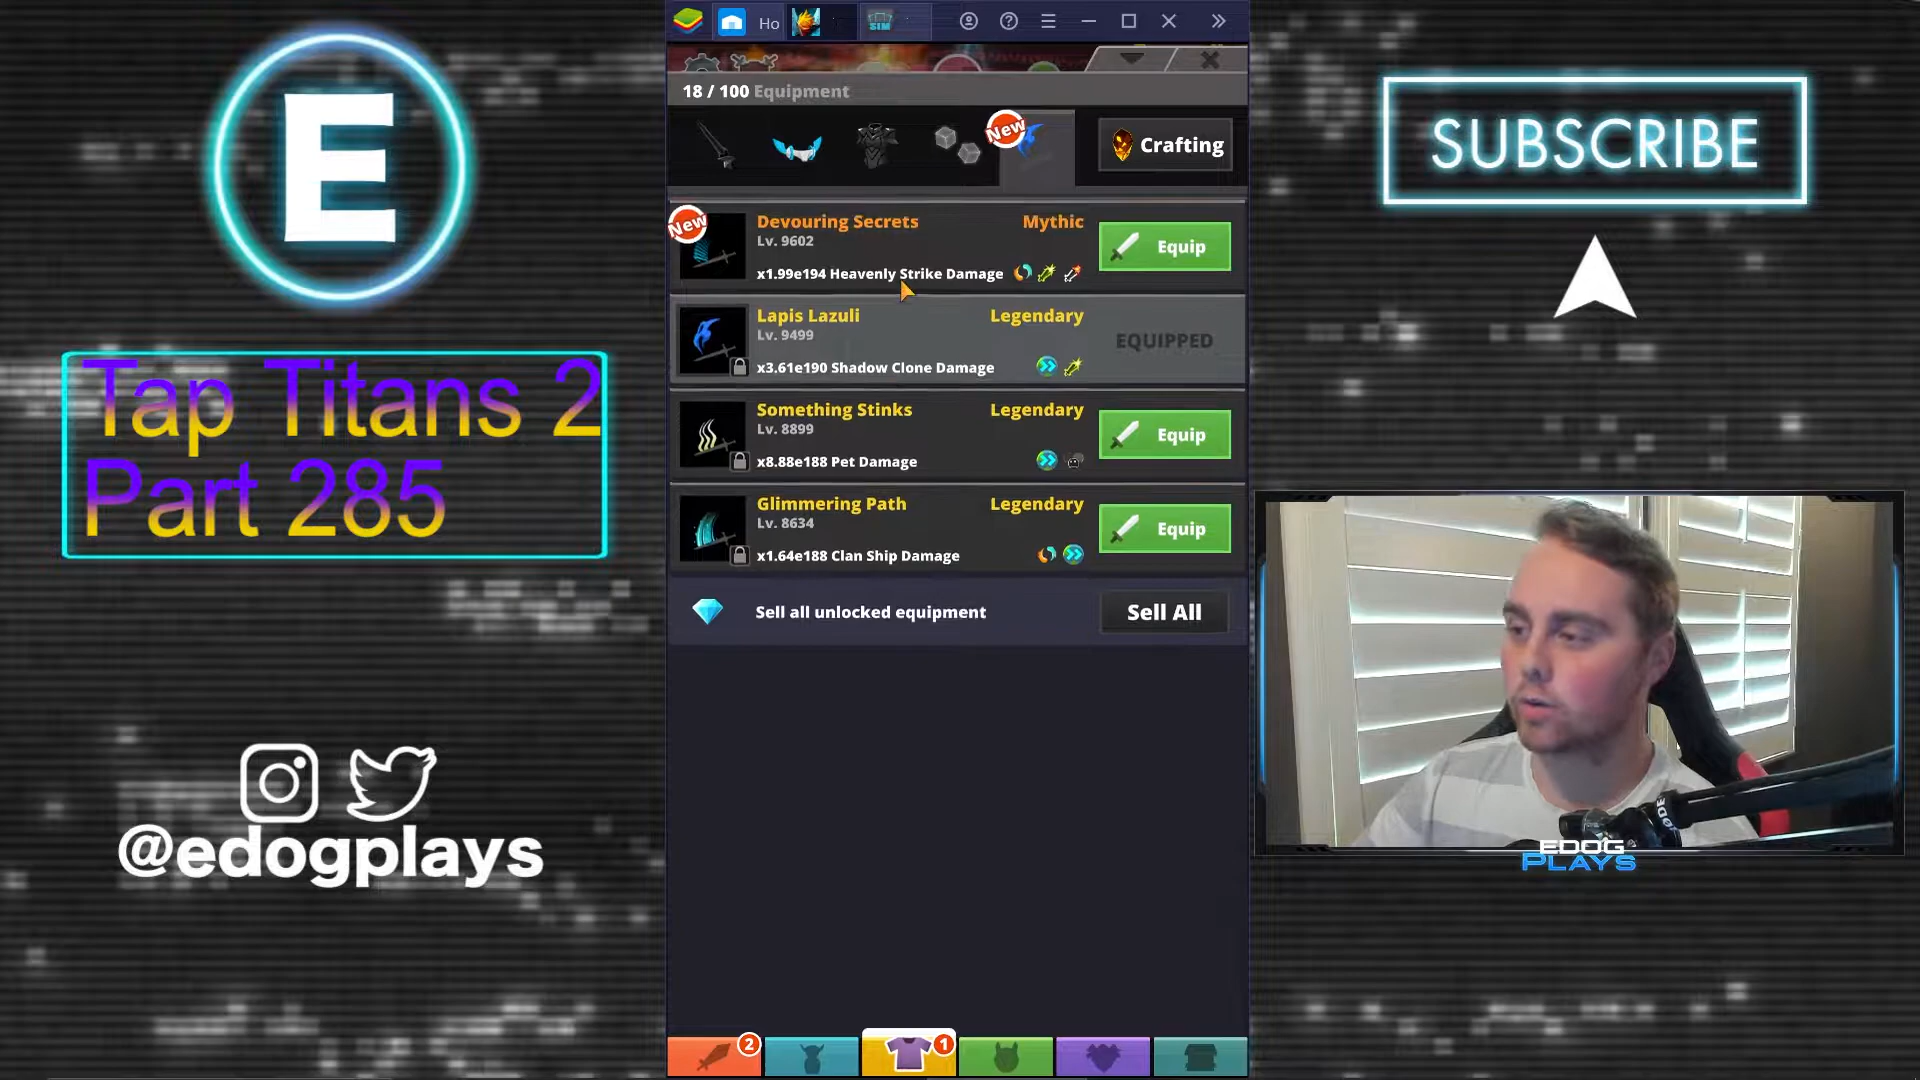 E
Tap Titans 2
Part 285
@edogplays
Ho
SIM
18 / 100 Equipment
New
Crafting
New
Devouring Secrets
Mythic
Lv. 9602
x1.99e194 Heavenly Strike Damage
Equip
Lapis Lazuli
Legendary
Lv. 9499
x3.61e190 Shadow Clone Damage
EQUIPPED
Something Stinks
Legendary
Lv. 8899
x8.88e188 Pet Damage
Equip
Glimmering Path
Legendary
Lv. 8634
x1.64e188 Clan Ship Damage
Equip
Sell all unlocked equipment
Sell All
2
1
SUBSCRIBE
EDOG
PLAYS